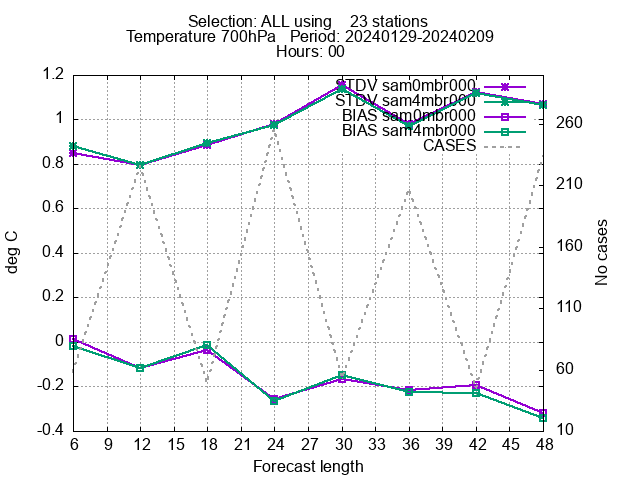 Selection: ALL using 23 stations
Temperature 700hPa Period: 20240129-20240209
Hours: 00
STDV sam0mbr000
STDV sam4mbr000
BIAS sam0mbr000
BIAS sam4mbr000
CASES
1.2
1
0.8
0.6
0.4
0.2
0
-0.2
-0.4
deg C
260
210
160
110
60
10
No cases
6 9 12 15 18 21 24 27 30 33 36 39 42 45 48
Forecast length